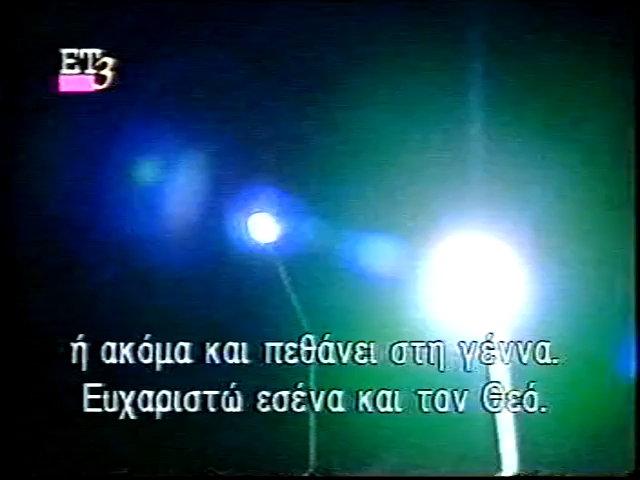 ET3
ή ακόμα και πεθάνει στη γέννα.
Ευχαριστώ εσένα και τον Θεό.